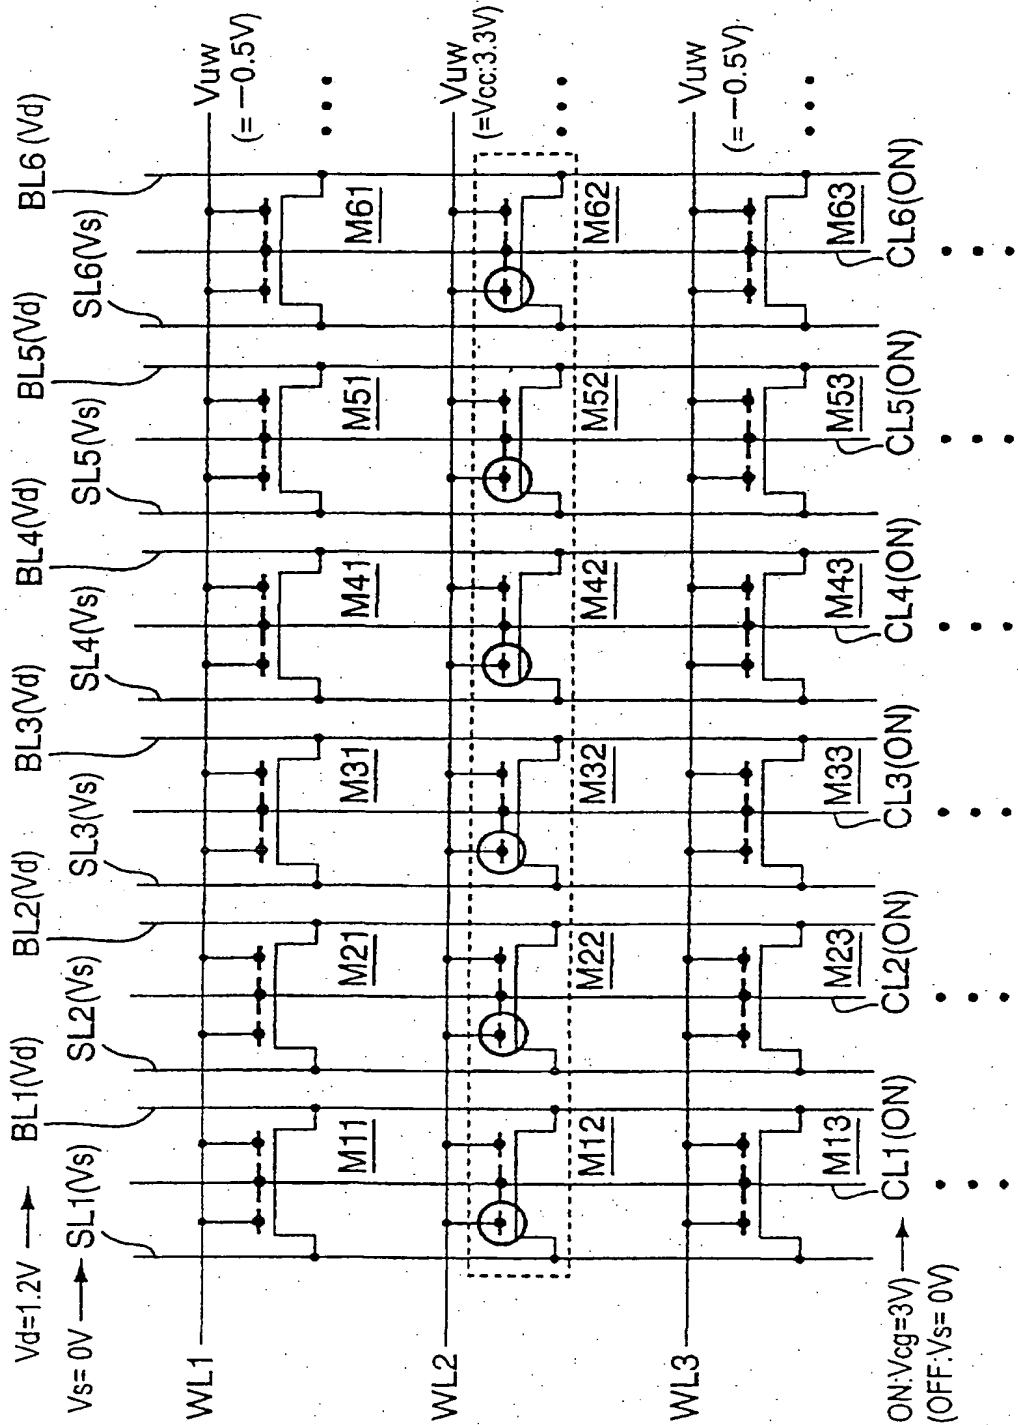 Vd=1.2V
BL1(Vd)
BL2(Vd)
BL3(Vd)
BL4(Vd)
BL5(Vd)
BL6(Vd)
Vs= 0V
SL1(Vs)
SL2(Vs)
SL3(Vs)
SL4(Vs)
SL5(Vs)
SL6(Vs)
WL1
Vuw
(= −0.5V)
M11
M21
M31
M41
M51
M61
WL2
Vuw
(=Vcc:3.3V)
M12
M22
M32
M42
M52
M62
WL3
Vuw
(= −0.5V)
M13
M23
M33
M43
M53
M63
ON:Vcg=3V)
CL1(ON)
CL2(ON)
CL3(ON)
CL4(ON)
CL5(ON)
CL6(ON)
(OFF:Vs= 0V)